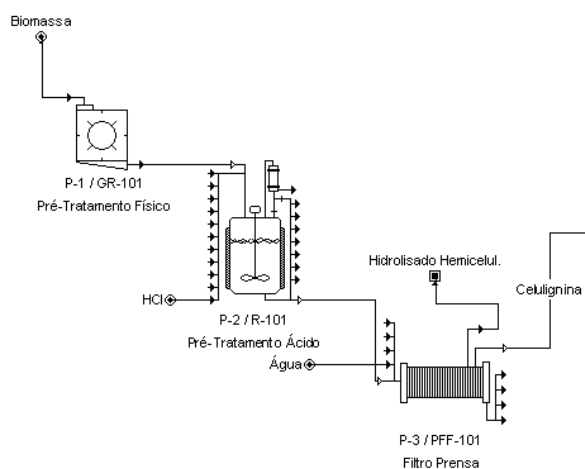 Biomassa
P-1 / GR-101
Pré-Tratamento Físico
HCl
P-2 / R-101
Pré-Tratamento Ácido
Água
Hidrolisado Hemicelul.
Celulignina
P-3 / PFF-101
Filtro Prensa